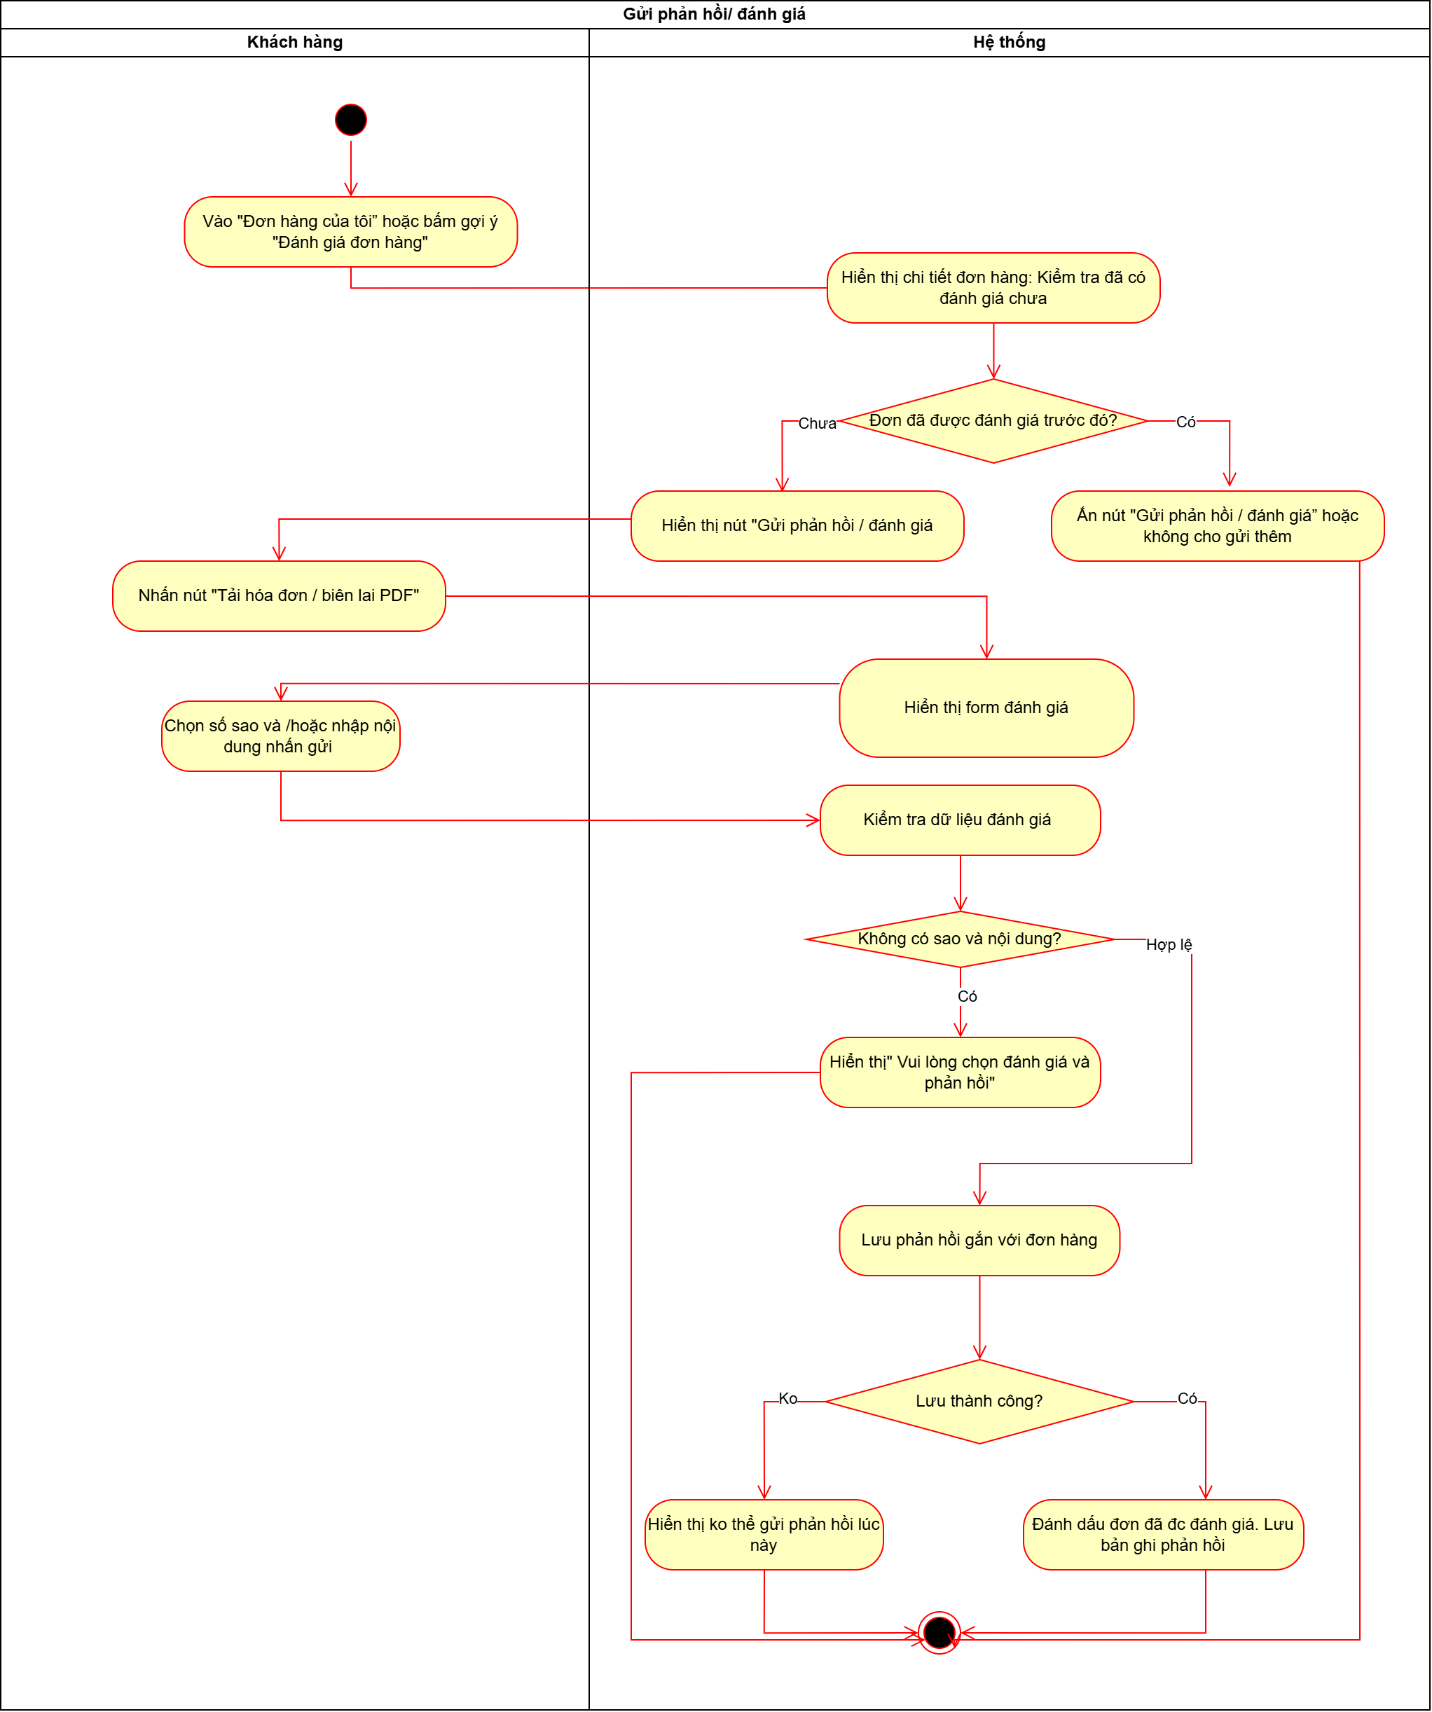 Gửi phản hồi/ đánh giá
Khách hàng
Hệ thống
Vào "Đơn hàng của tôi” hoặc bấm gợi ý
"Đánh giá đơn hàng"
Hiển thị chi tiết đơn hàng: Kiểm tra đã có
đánh giá chưa
Đơn đã được đánh giá trước đó?
Chưa
Có
Hiển thị nút "Gửi phản hồi / đánh giá
Ấn nút "Gửi phản hồi / đánh giá” hoặc
không cho gửi thêm
Nhấn nút "Tải hóa đơn / biên lai PDF"
Hiển thị form đánh giá
Chọn số sao và /hoặc nhập nội
dung nhấn gửi
Kiểm tra dữ liệu đánh giá
Không có sao và nội dung?
Hợp lệ
Có
Hiển thị" Vui lòng chọn đánh giá và
phản hồi"
Lưu phản hồi gắn với đơn hàng
Lưu thành công?
Ko
Có
Hiển thị ko thể gửi phản hồi lúc
này
Đánh dấu đơn đã đc đánh giá. Lưu
bản ghi phản hồi